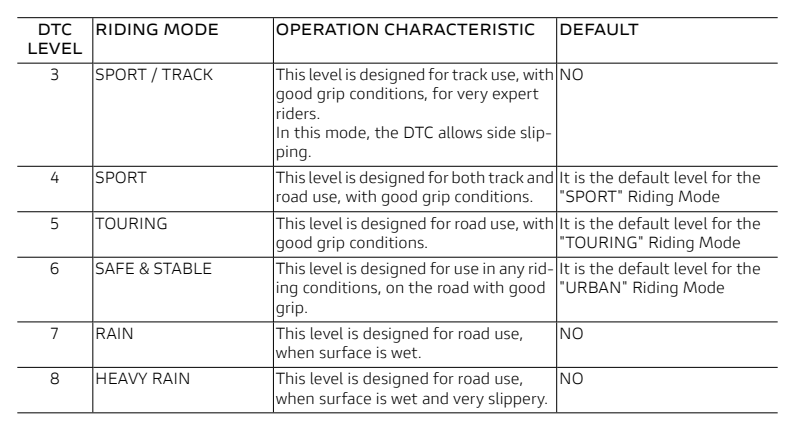 DTC LEVEL RIDING MODE OPERATION CHARACTERISTIC DEFAULT
3 SPORT / TRACK This level is designed for track use, with NO
good grip conditions, for very expert
riders.
In this mode, the DTC allows side slip-
ping.
4 SPORT This level is designed for both track and It is the default level for the
road use, with good grip conditions. "SPORT" Riding Mode
5 TOURING This level is designed for road use, with It is the default level for the
good grip conditions. "TOURING" Riding Mode
6 SAFE & STABLE This level is designed for use in any rid- It is the default level for the
ing conditions, on the road with good "URBAN" Riding Mode
grip.
7 RAIN This level is designed for road use, NO
when surface is wet.
8 HEAVY RAIN This level is designed for road use, NO
when surface is wet and very slippery.